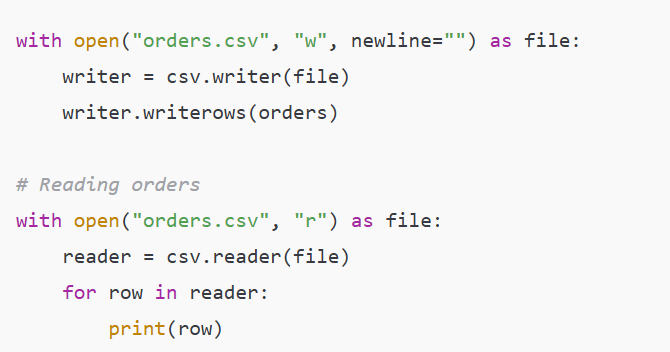 with open("orders.csv", "w", newline="") as file:
    writer = csv.writer(file)
    writer.writerows(orders)

# Reading orders
with open("orders.csv", "r") as file:
    reader = csv.reader(file)
    for row in reader:
        print(row)